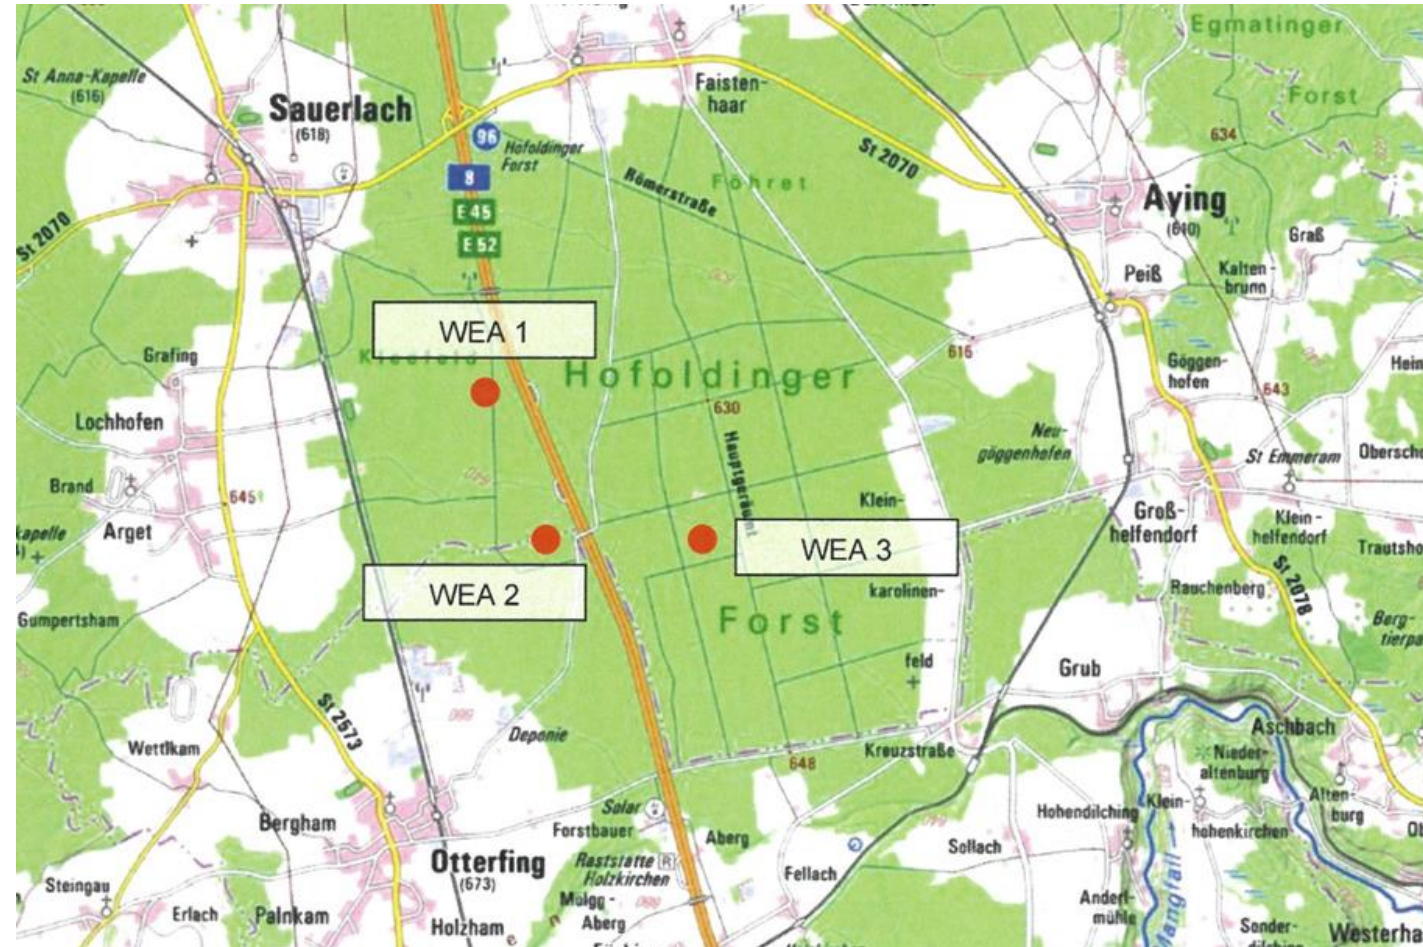 Egmatinger
Forst
St Anna-Kapelle
(616)
Sauerlach
(618)
Faisten-
haar
96
Hofoldinger
Forst
8
E 45
E 52
St 2070
Föhret
Römerstraße
634
Aying
(610)
Graß
St 2070
Peiß
Kalten-
brunn
WEA 1
Kleefeld
Grafing
616
Göggen-
hofen
Hofoldinger
643
630
Lochhofen
Hauptgeräumt
Neu-
göggenhofen
St Emmeram
Brand
645
Klein-
Arget
Groß-
helfendorf
Klein-
helfendorf
WEA 3
WEA 2
karolinen-
Rauchenberg
St 2078
Gumpertsham
Forst
feld
Grub
St 2573
Wettlkam
Deponie
Aschbach
Kreuzstraße
648
Nieder-
altenburg
Alten-
burg
Solar
Forstbauer
Hohendilching
Klein-
hohenkirchen
Bergham
Aberg
Sollach
Otterfing
(673)
Raststätte
Holzkirchen
R
Fellach
Steingau
Erlach
Palnkam
Holzham
Mulgg-
Aberg
Anderl-
mühle
Mangfall
Sonder-